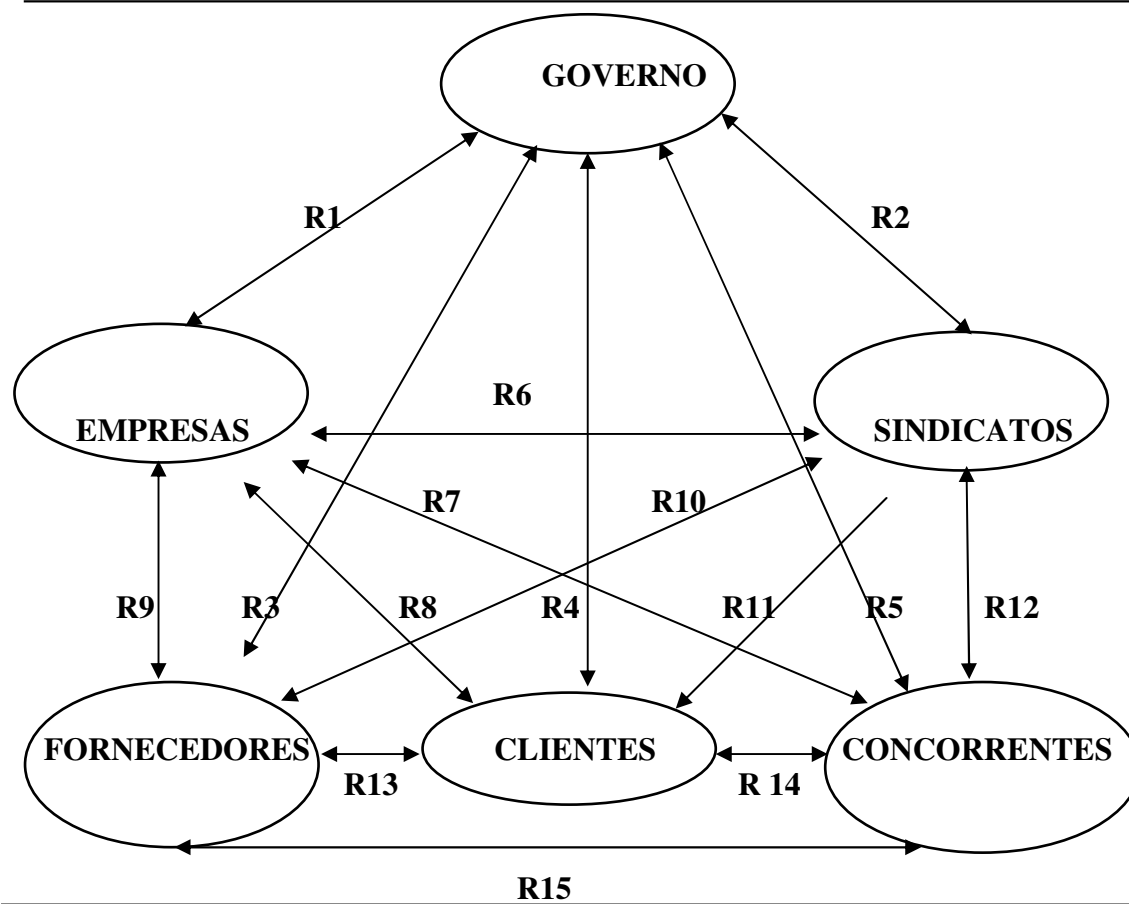 GOVERNO
R1
R2
R6
EMPRESAS
SINDICATOS
R7
R10
R9
R3
R8
R4
R11
R5
R12
FORNECEDORES
CLIENTES
CONCORRENTES
R13
R 14
R15